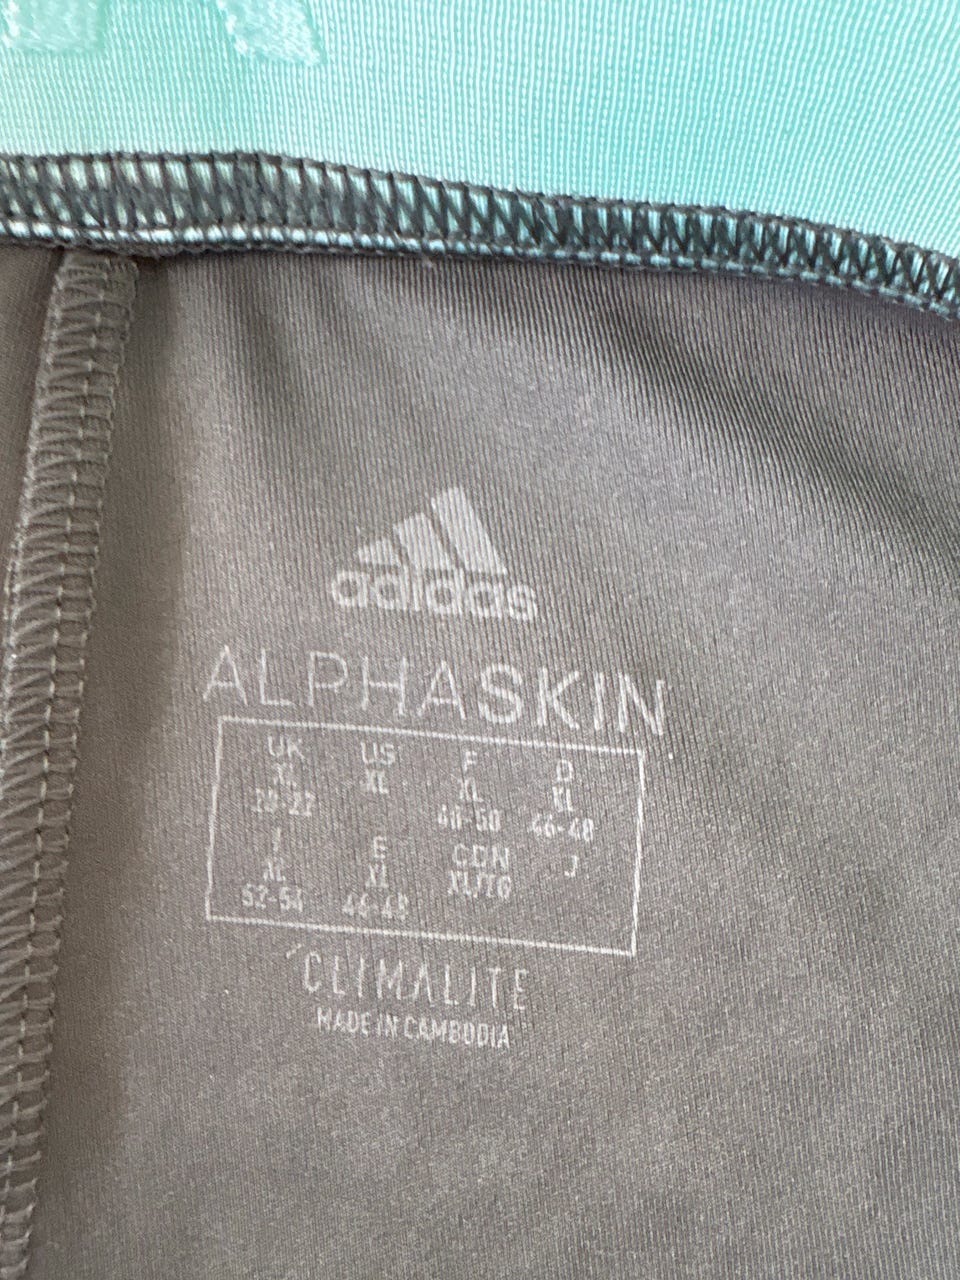 adidas
ALPHASKIN
UK US F D
XL XL XL XL
20-22 48-50 46-48
I E CDN J
XL XL XL/TG
52-54 46-48
CLIMALITE
MADE IN CAMBODIA